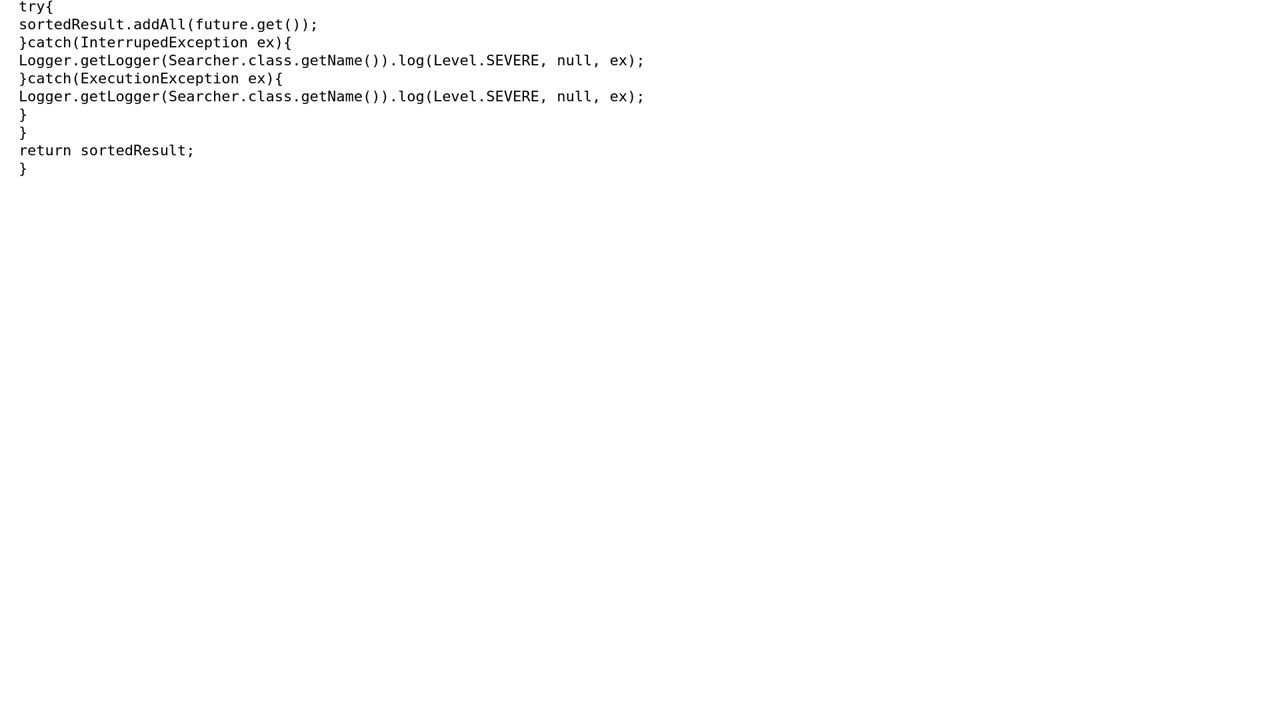 try{
sortedResult.addAll(future.get());
}catch(InterrupedException ex){
Logger.getLogger(Searcher.class.getName()).log(Level.SEVERE, null, ex);
}catch(ExecutionException ex){
Logger.getLogger(Searcher.class.getName()).log(Level.SEVERE, null, ex);
}
}
return sortedResult;
}